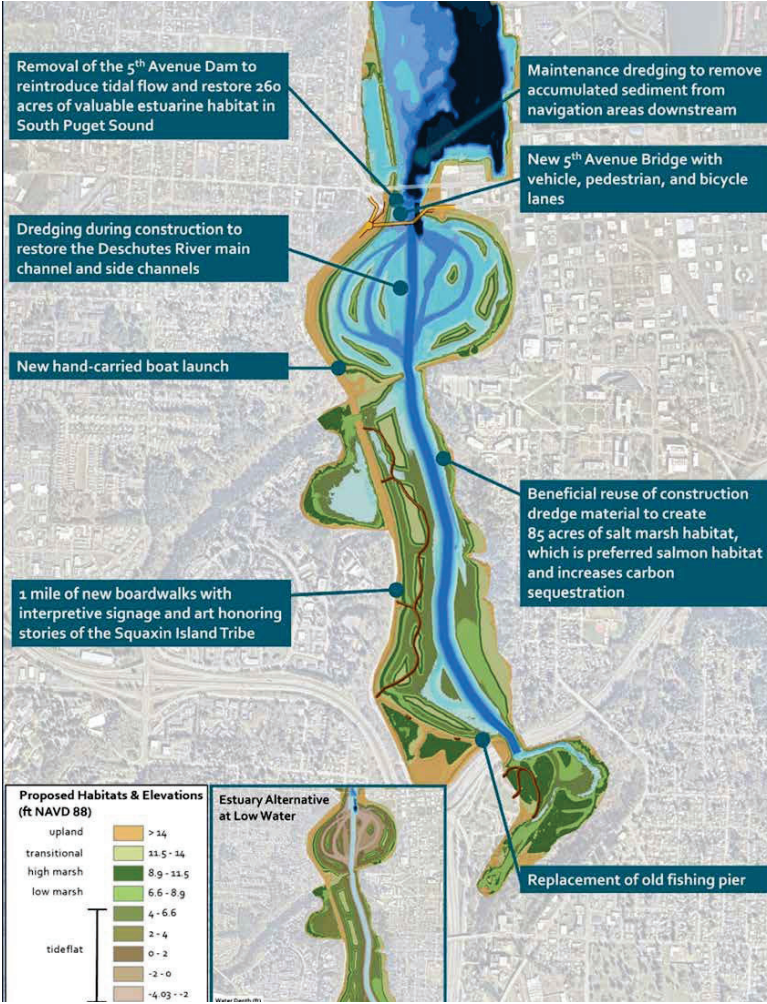 Removal of the 5th Avenue Dam to
reintroduce tidal flow and restore 260
acres of valuable estuarine habitat in
South Puget Sound
Maintenance dredging to remove
accumulated sediment from
navigation areas downstream
New 5th Avenue Bridge with
vehicle, pedestrian, and bicycle
lanes
Dredging during construction to
restore the Deschutes River main
channel and side channels
New hand-carried boat launch
Beneficial reuse of construction
dredge material to create
85 acres of salt marsh habitat,
which is preferred salmon habitat
and increases carbon
sequestration
1 mile of new boardwalks with
interpretive signage and art honoring
stories of the Squaxin Island Tribe
Replacement of old fishing pier
Proposed Habitats & Elevations
(ft NAVD 88)
upland > 14
transitional 11.5 - 14
high marsh 8.9 - 11.5
low marsh 6.6 - 8.9
4 - 6.6
2 - 4
tideflat
0 - 2
-2 - 0
-4.03 - -2
Estuary Alternative
at Low Water
Water Depth (ft)